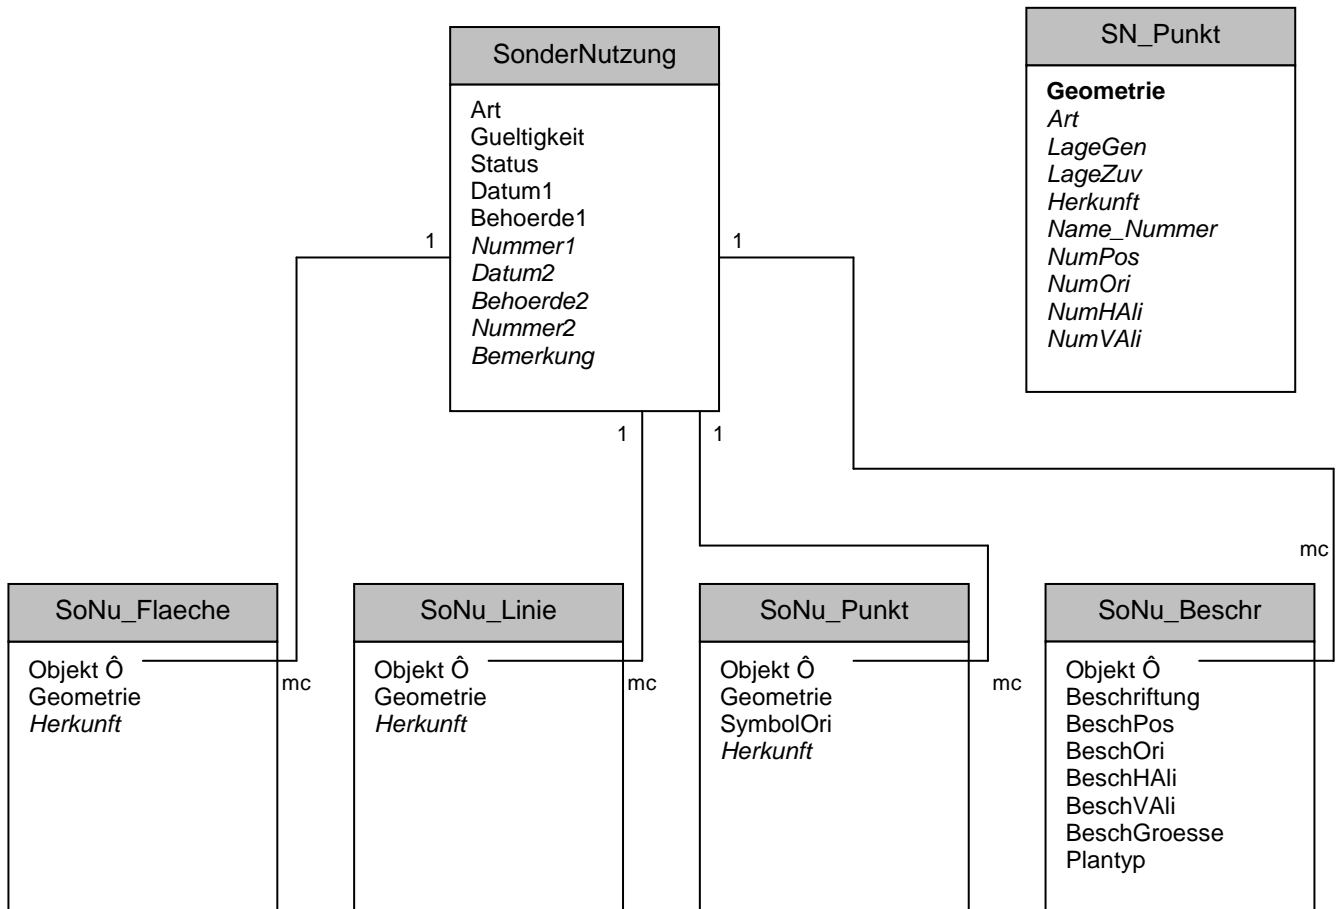 SonderNutzung
Art
Gueltigkeit
Status
Datum1
Behoerde1
Nummer1
Datum2
Behoerde2
Nummer2
Bemerkung
SN_Punkt
Geometrie
Art
LageGen
LageZuv
Herkunft
Name_Nummer
NumPos
NumOri
NumHAli
NumVAli
1
1
1
1
mc
SoNu_Flaeche
Objekt Ô
Geometrie
Herkunft
mc
SoNu_Linie
Objekt Ô
Geometrie
Herkunft
mc
SoNu_Punkt
Objekt Ô
Geometrie
SymbolOri
Herkunft
mc
SoNu_Beschr
Objekt Ô
Beschriftung
BeschPos
BeschOri
BeschHAli
BeschVAli
BeschGroesse
Plantyp